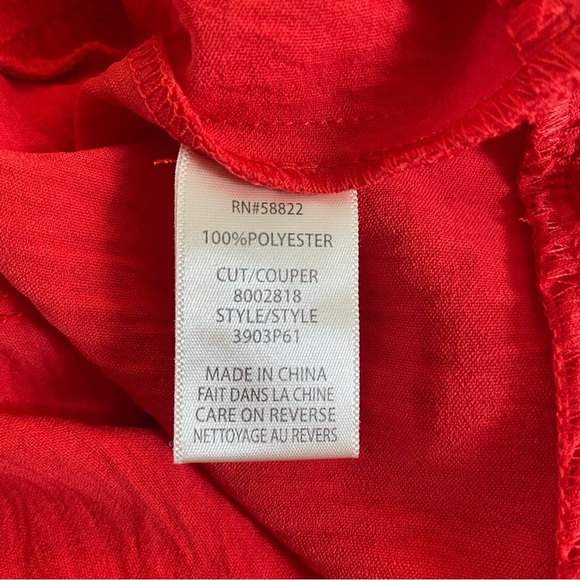 RN#58822
100%POLYESTER
CUT/COUPER
8002818
STYLE/STYLE
3903P61
MADE IN CHINA
FAIT DANS LA CHINE
CARE ON REVERSE
NETTOYAGE AU REVERS